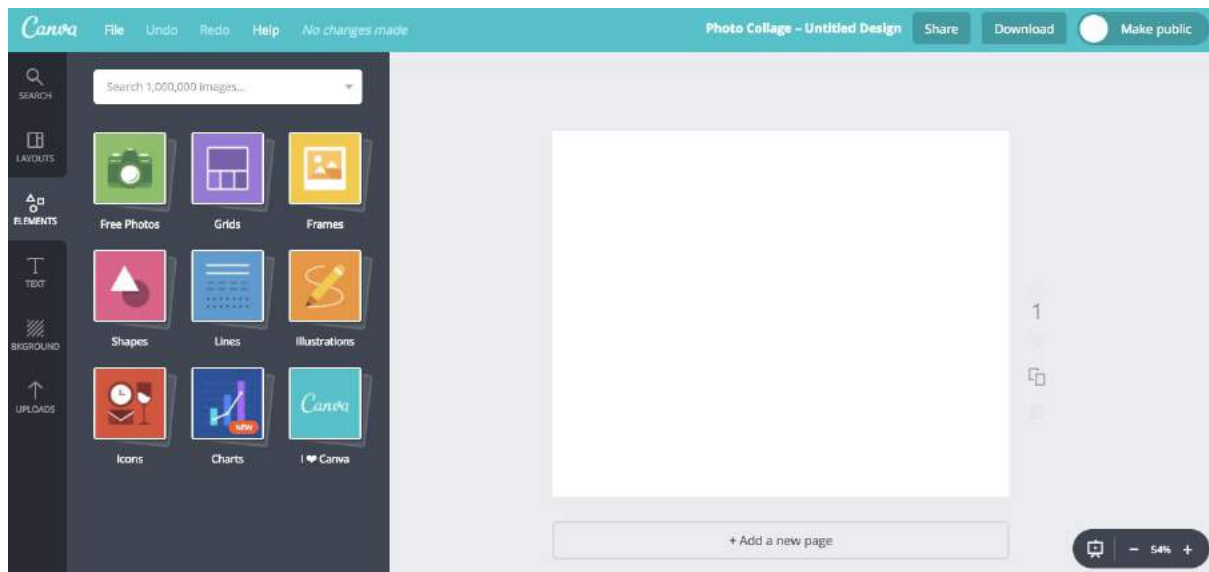 Canva File Undo Redo Help No changes made Photo Collage – Untitled Design Share Download Make public
SEARCH
LAYOUTS
ELEMENTS
TEXT
BKGROUND
UPLOADS
Search 1,000,000 images...
Free Photos Grids Frames
Shapes Lines Illustrations
Canva
NEW
Icons Charts I ❤ Canva
1
+ Add a new page
− 54% +